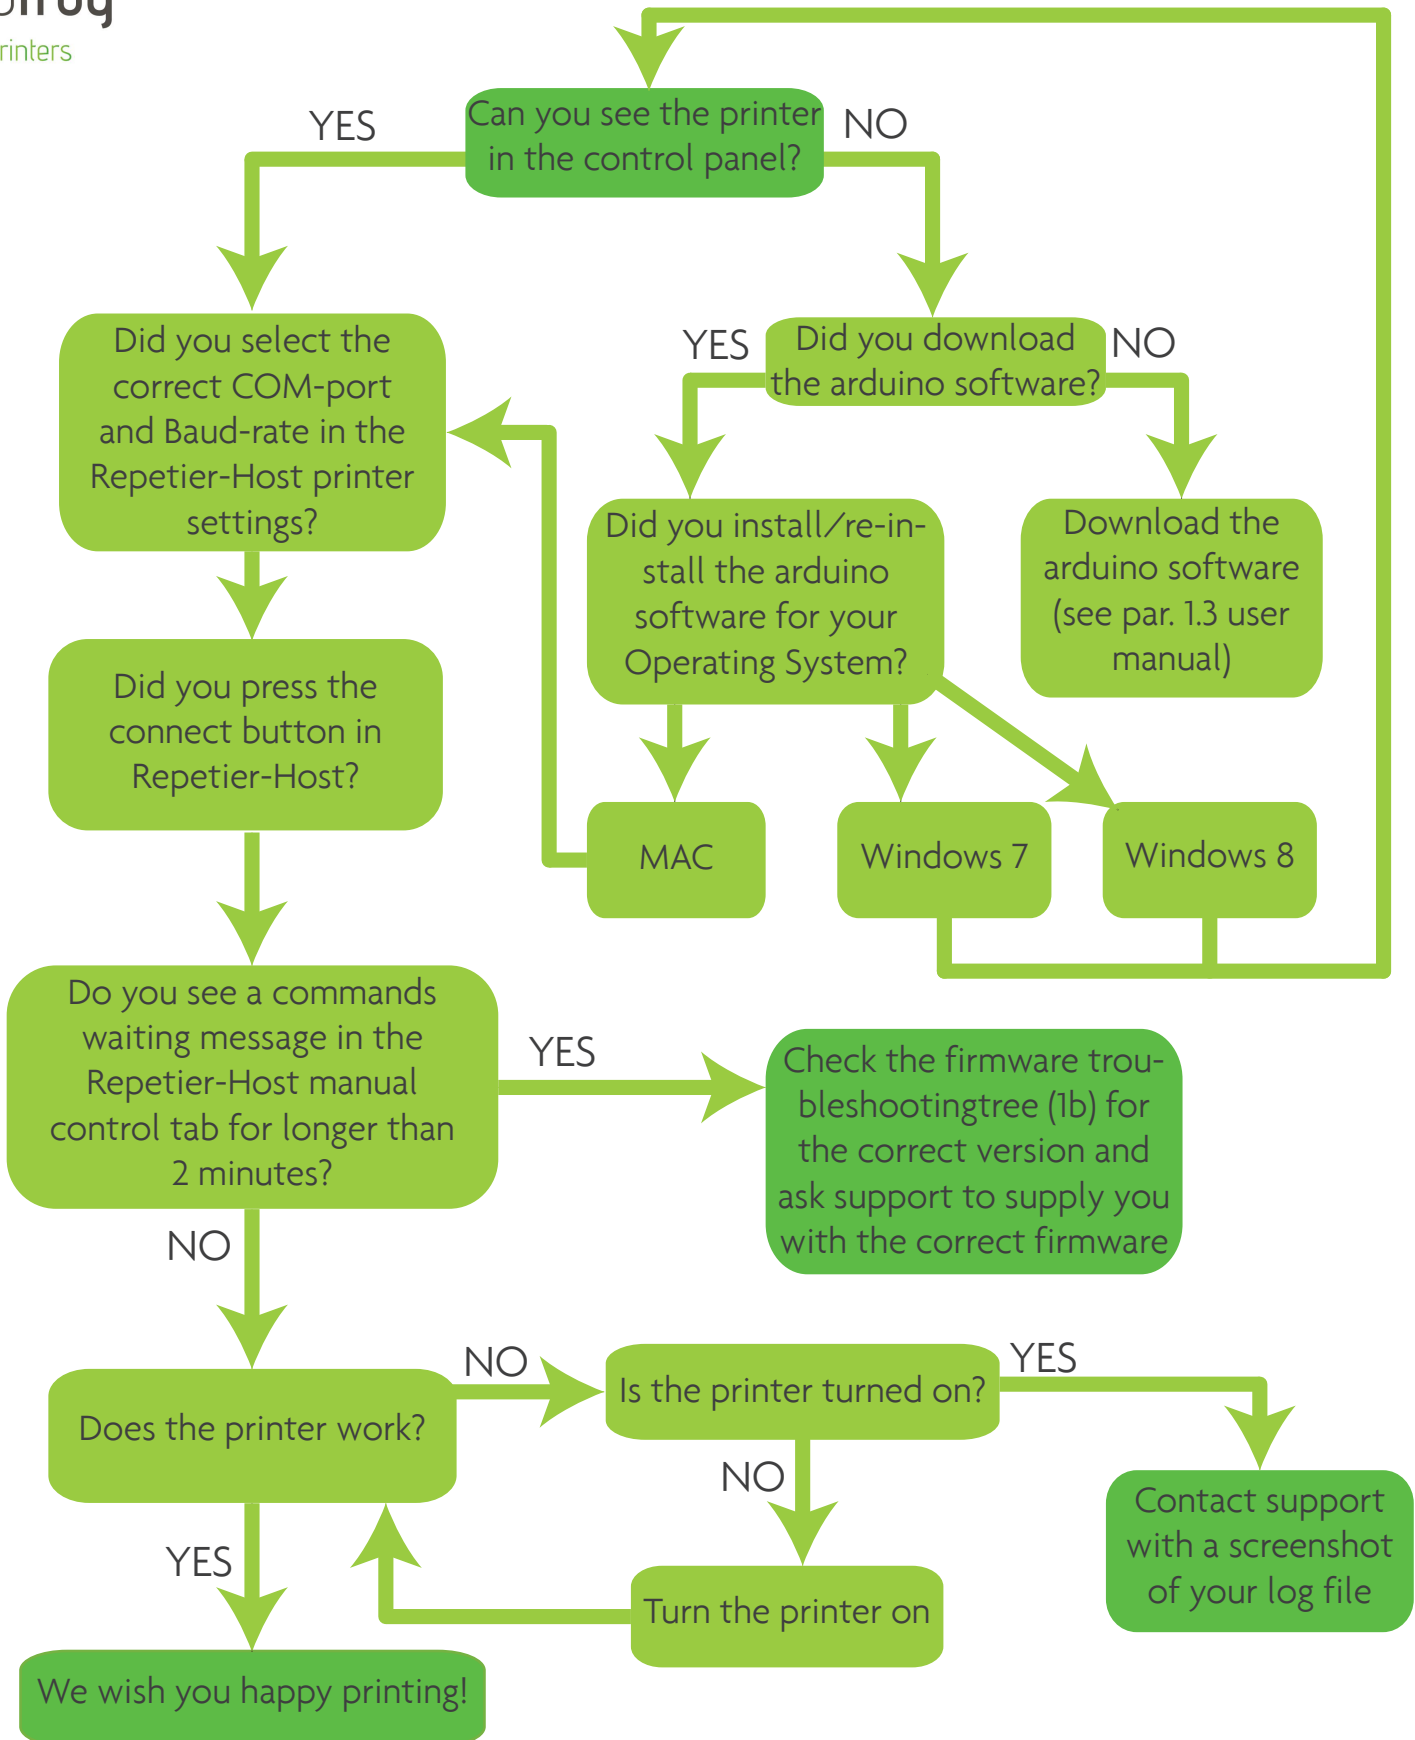 rinters
Can you see the printer
in the control panel?
YES
NO
Did you select the
correct COM-port
and Baud-rate in the
Repetier-Host printer
settings?
YES
Did you download
the arduino software?
NO
Did you install/re-in-
stall the arduino
software for your
Operating System?
Download the
arduino software
(see par. 1.3 user
manual)
Did you press the
connect button in
Repetier-Host?
MAC
Windows 7
Windows 8
Do you see a commands
waiting message in the
Repetier-Host manual
control tab for longer than
2 minutes?
YES
Check the firmware trou-
bleshootingtree (1b) for
the correct version and
ask support to supply you
with the correct firmware
NO
Does the printer work?
NO
Is the printer turned on?
YES
NO
Contact support
with a screenshot
of your log file
YES
Turn the printer on
We wish you happy printing!